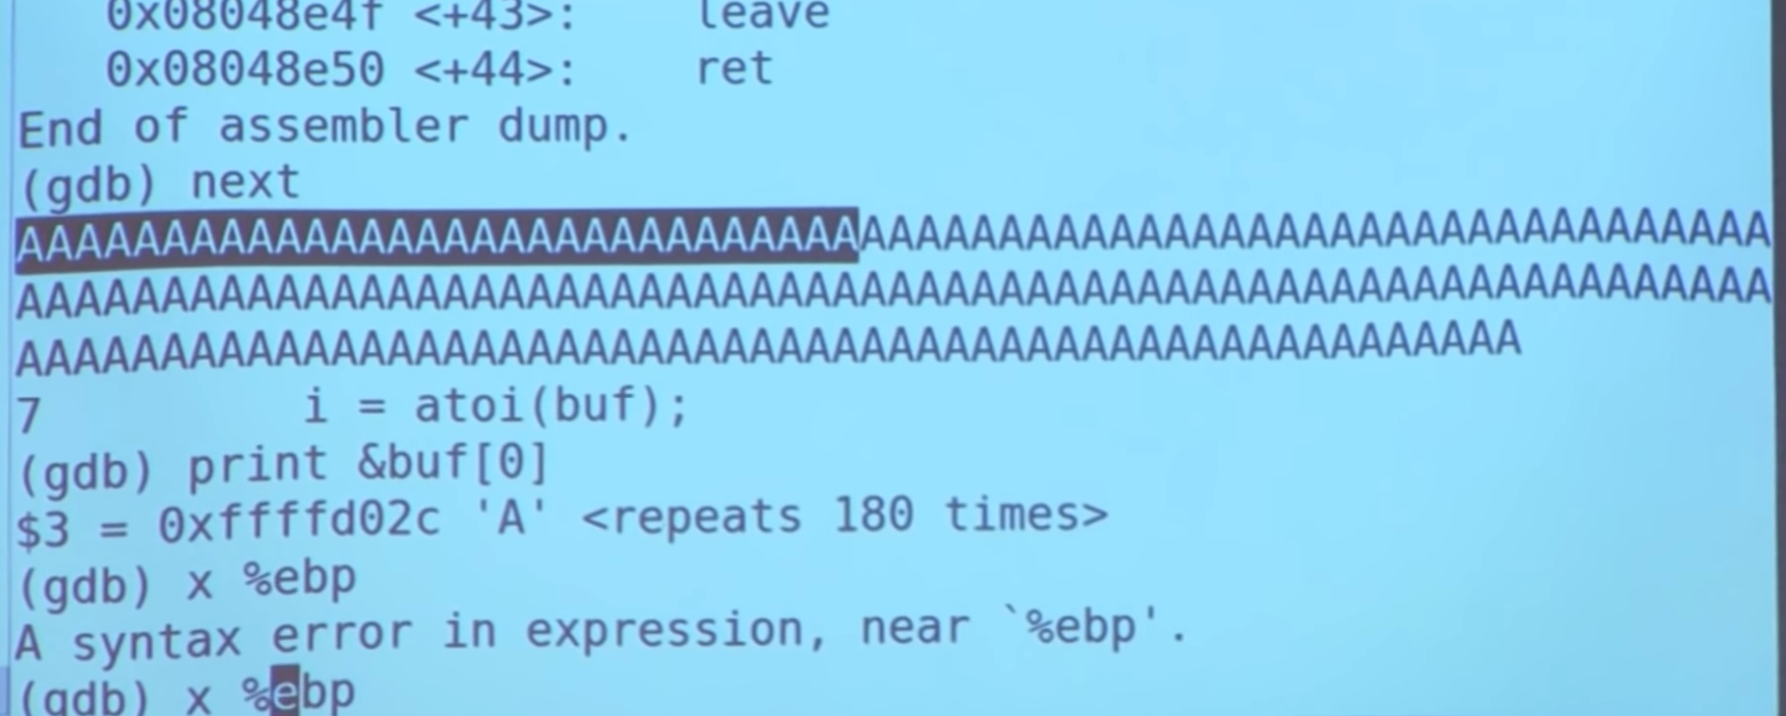 0x08048e4f <+43>: leave
0x08048e50 <+44>: ret
End of assembler dump.
(gdb) next
AAAAAAAAAAAAAAAAAAAAAAAAAAAAAAAAAAAAAAAAAAAAAAAAAAAAAAAAAAAAAAA
AAAAAAAAAAAAAAAAAAAAAAAAAAAAAAAAAAAAAAAAAAAAAAAAAAAAAAAAAAAAAAA
AAAAAAAAAAAAAAAAAAAAAAAAAAAAAAAAAAAAAAAAAAAAAAAAAAAAAA
7 i = atoi(buf);
(gdb) print &buf[0]
$3 = 0xffffd02c 'A' <repeats 180 times>
(gdb) x %ebp
A syntax error in expression, near `%ebp'.
(gdb) x %ebp